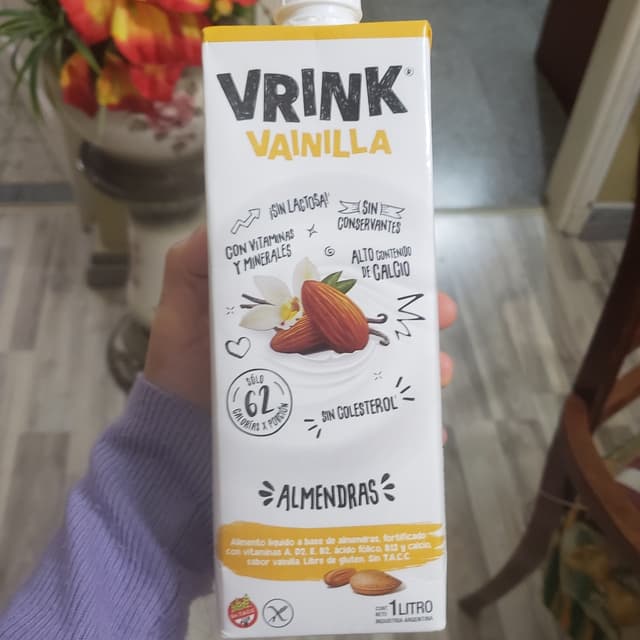 VRINK®
VAINILLA
¡SIN LACTOSA!
SIN
CONSERVANTES
CON VITAMINAS
Y MINERALES
ALTO CONTENIDO
DE CALCIO
SÓLO
62
CALORÍAS X PORCIÓN
SIN COLESTEROL
ALMENDRAS
Alimento líquido a base de almendras, fortificado
con vitaminas A, D2, E, B2, ácido fólico, B12 y calcio,
sabor vainilla. Libre de gluten. Sin T.A.C.C.
CONT.
NETO
1 LITRO
INDUSTRIA ARGENTINA